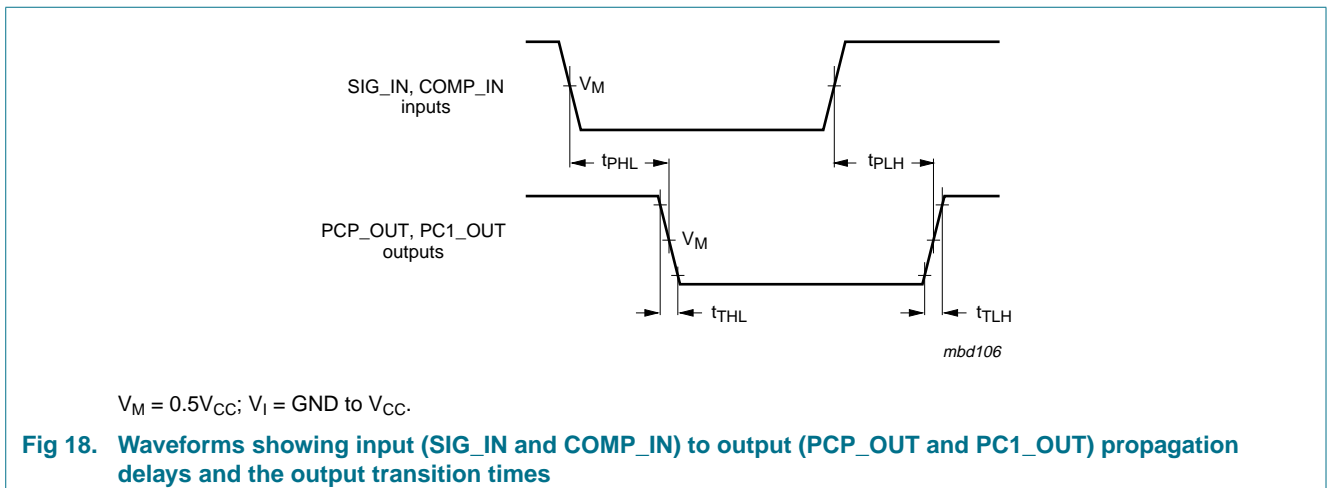 SIG_IN, COMP_IN
inputs
VM
tPHL
tPLH
PCP_OUT, PC1_OUT
outputs
VM
tTHL
tTLH
mbd106
VM = 0.5VCC; VI = GND to VCC.
Fig 18. Waveforms showing input (SIG_IN and COMP_IN) to output (PCP_OUT and PC1_OUT) propagation
delays and the output transition times